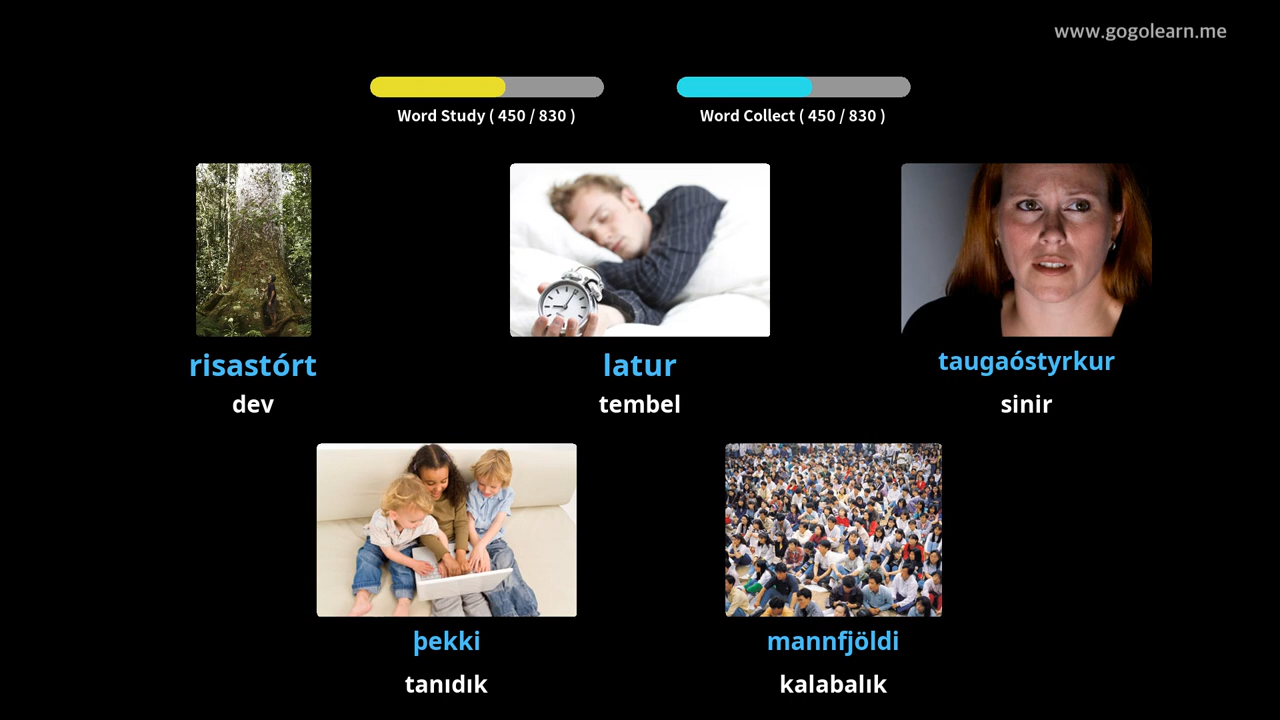 www.gogolearn.me
Word Study ( 450 / 830 )
Word Collect ( 450 / 830 )
risastórt
dev
latur
tembel
taugaóstyrkur
sinir
þekki
tanıdık
mannfjöldi
kalabalık